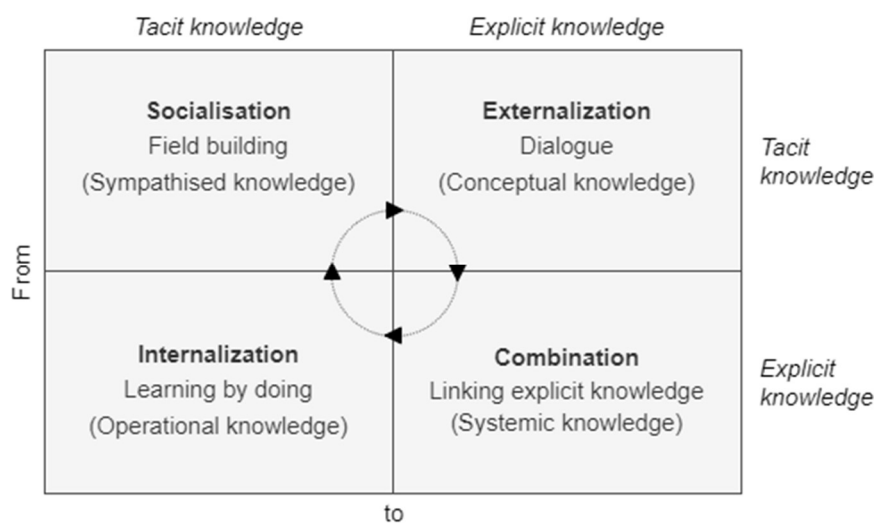 Tacit knowledge
Explicit knowledge
Socialisation
Field building
(Sympathised knowledge)
Externalization
Dialogue
(Conceptual knowledge)
Tacit
knowledge
From
Internalization
Learning by doing
(Operational knowledge)
Combination
Linking explicit knowledge
(Systemic knowledge)
Explicit
knowledge
to